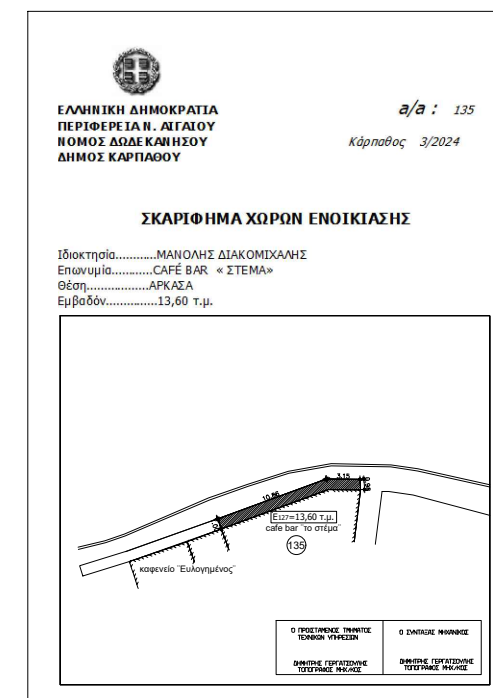 ΕΛΛΗΝΙΚΗ ΔΗΜΟΚΡΑΤΙΑ
ΠΕΡΙΦΕΡΕΙΑ Ν. ΑΙΓΑΙΟΥ
ΝΟΜΟΣ ΔΩΔΕΚΑΝΗΣΟΥ
ΔΗΜΟΣ ΚΑΡΠΑΘΟΥ
a/a : 135
Κάρπαθος 3/2024
ΣΚΑΡΙΦΗΜΑ ΧΩΡΩΝ ΕΝΟΙΚΙΑΣΗΣ
Ιδιοκτησία............ΜΑΝΟΛΗΣ ΔΙΑΚΟΜΙΧΑΛΗΣ
Επωνυμία............CAFÉ BAR « ΣΤΕΜΑ»
Θέση..................ΑΡΚΑΣΑ
Εμβαδόν...............13,60 τ.μ.
3,15
10,86
E127=13,60 τ.μ.
cafe bar ¨το στέμα¨
135
καφενείο ¨Ευλογημένος¨
Ο ΠΡΟΙΣΤΑΜΕΝΟΣ ΤΜΗΜΑΤΟΣ
ΤΕΧΝΙΚΩΝ ΥΠΗΡΕΣΙΩΝ
Ο ΣΥΝΤΑΞΑΣ ΜΗΧΑΝΙΚΟΣ
ΔΗΜΗΤΡΗΣ ΓΕΡΓΑΤΣΟΥΛΗΣ
ΤΟΠΟΓΡΑΦΟΣ ΜΗΧ/ΚΟΣ
ΔΗΜΗΤΡΗΣ ΓΕΡΓΑΤΣΟΥΛΗΣ
ΤΟΠΟΓΡΑΦΟΣ ΜΗΧ/ΚΟΣ